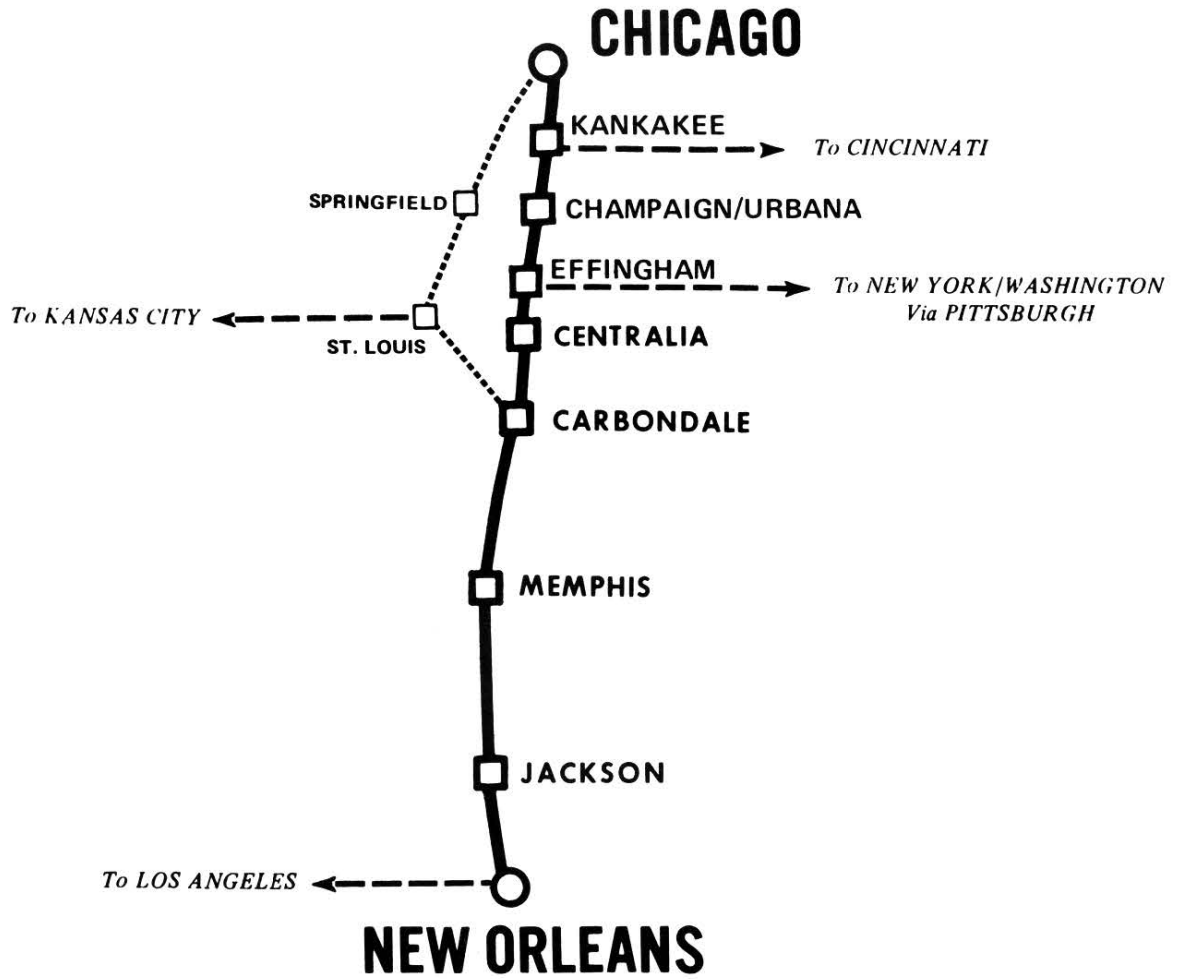 CHICAGO
KANKAKEE
To CINCINNATI
SPRINGFIELD
CHAMPAIGN/URBANA
EFFINGHAM
To NEW YORK/WASHINGTON
Via PITTSBURGH
To KANSAS CITY
ST. LOUIS
CENTRALIA
CARBONDALE
MEMPHIS
JACKSON
To LOS ANGELES
NEW ORLEANS